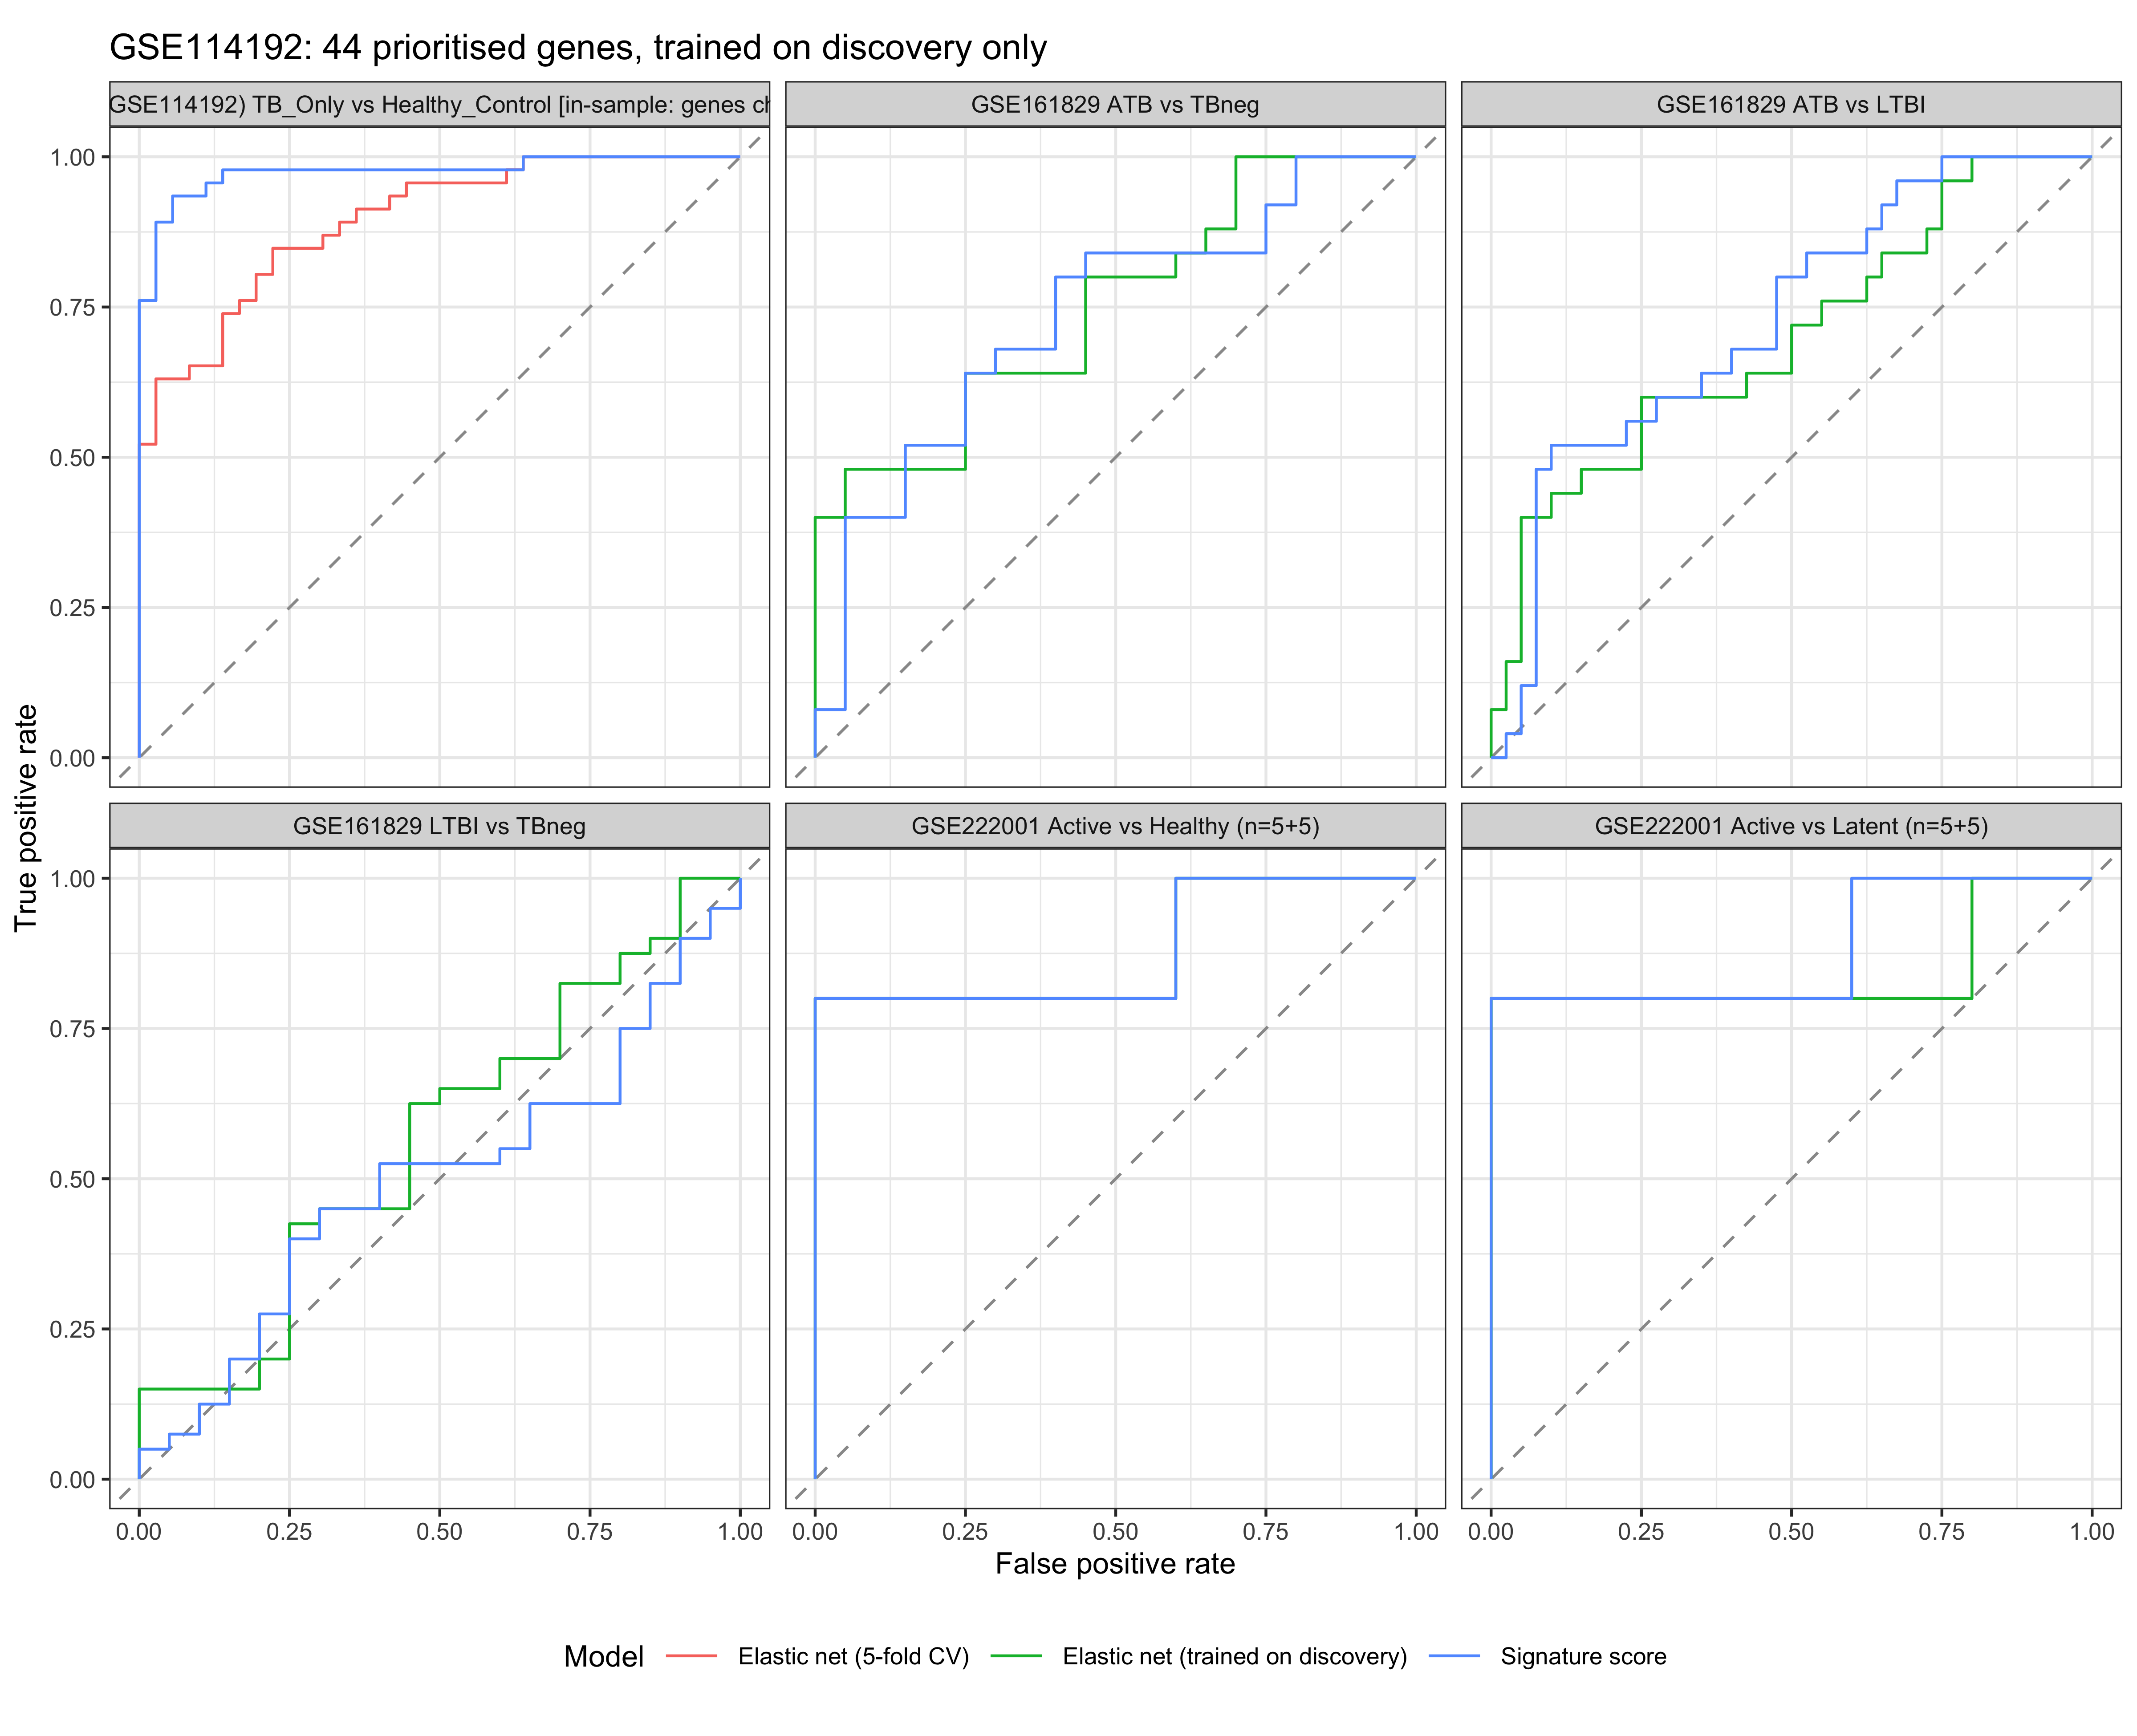 GSE114192: 44 prioritised genes, trained on discovery only
GSE114192) TB_Only vs Healthy_Control [in-sample: genes
GSE161829 ATB vs TBneg
GSE161829 ATB vs LTBI
1.00
0.75
0.50
0.25
0.00
True positive rate
GSE161829 LTBI vs TBneg
GSE222001 Active vs Healthy (n=5+5)
GSE222001 Active vs Latent (n=5+5)
1.00
0.75
0.50
0.25
0.00
0.00 0.25 0.50 0.75 1.00
0.00 0.25 0.50 0.75 1.00
0.00 0.25 0.50 0.75 1.00
False positive rate
Model
Elastic net (5-fold CV)
Elastic net (trained on discovery)
Signature score